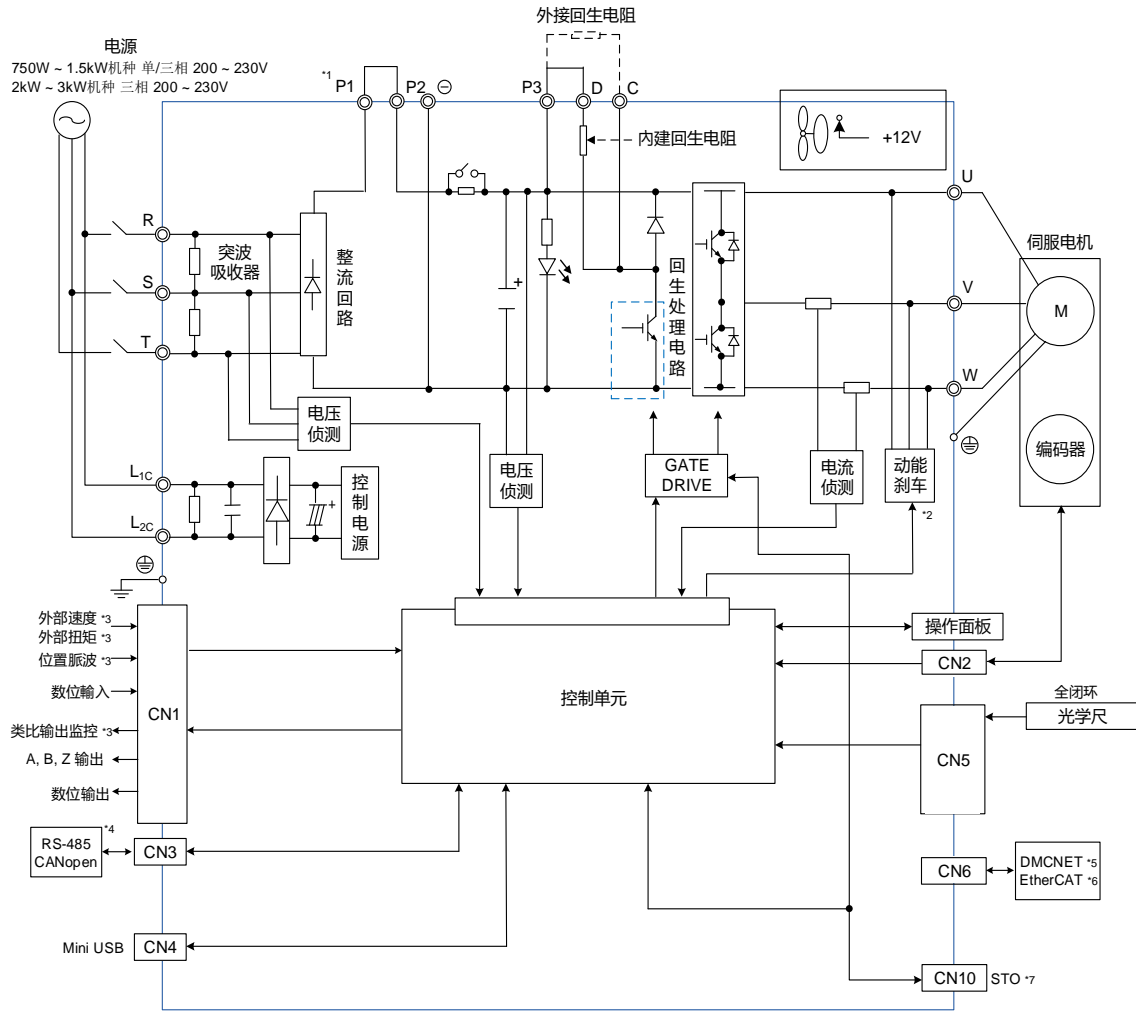 外接回生电阻
电源
750W ~ 1.5kW机种 单/三相 200 ~ 230V
2kW ~ 3kW机种 三相 200 ~ 230V
*1 P1
P2 ⊖
P3
D
C
内建回生电阻
+12V
U
R
突波
吸收器
整流回路
回生处理电路
伺服电机
S
V
M
T
W
电压
侦测
编码器
L1C
控制电源
电压
侦测
GATE
DRIVE
电流
侦测
动能
刹车
*2
L2C
+
+
外部速度 *3
外部扭矩 *3
位置脉波 *3
数位输入
CN1
类比输出监控 *3
A, B, Z 输出
数位输出
控制单元
操作面板
CN2
全闭环
光学尺
CN5
RS-485
CANopen
*4
CN3
CN6
DMCNET *5
EtherCAT *6
Mini USB
CN4
CN10
STO *7